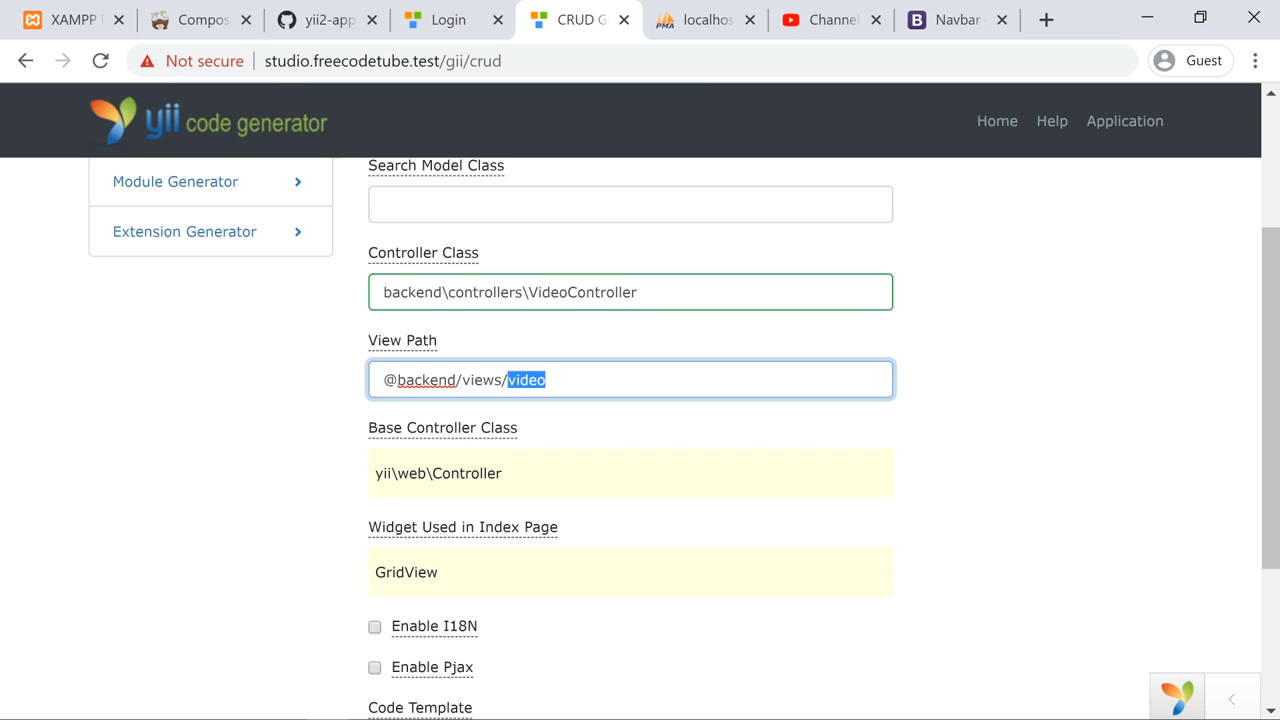 XAMPP
Compos
yii2-app
Login
CRUD G
PMA
localhos
Channel
B
Navbar
Not secure
studio.freecodetube.test/gii/crud
Guest
yii code generator
Home
Help
Application
Module Generator
Extension Generator
Search Model Class
Controller Class
backend\controllers\VideoController
View Path
@backend/views/video
Base Controller Class
yii\web\Controller
Widget Used in Index Page
GridView
Enable I18N
Enable Pjax
Code Template